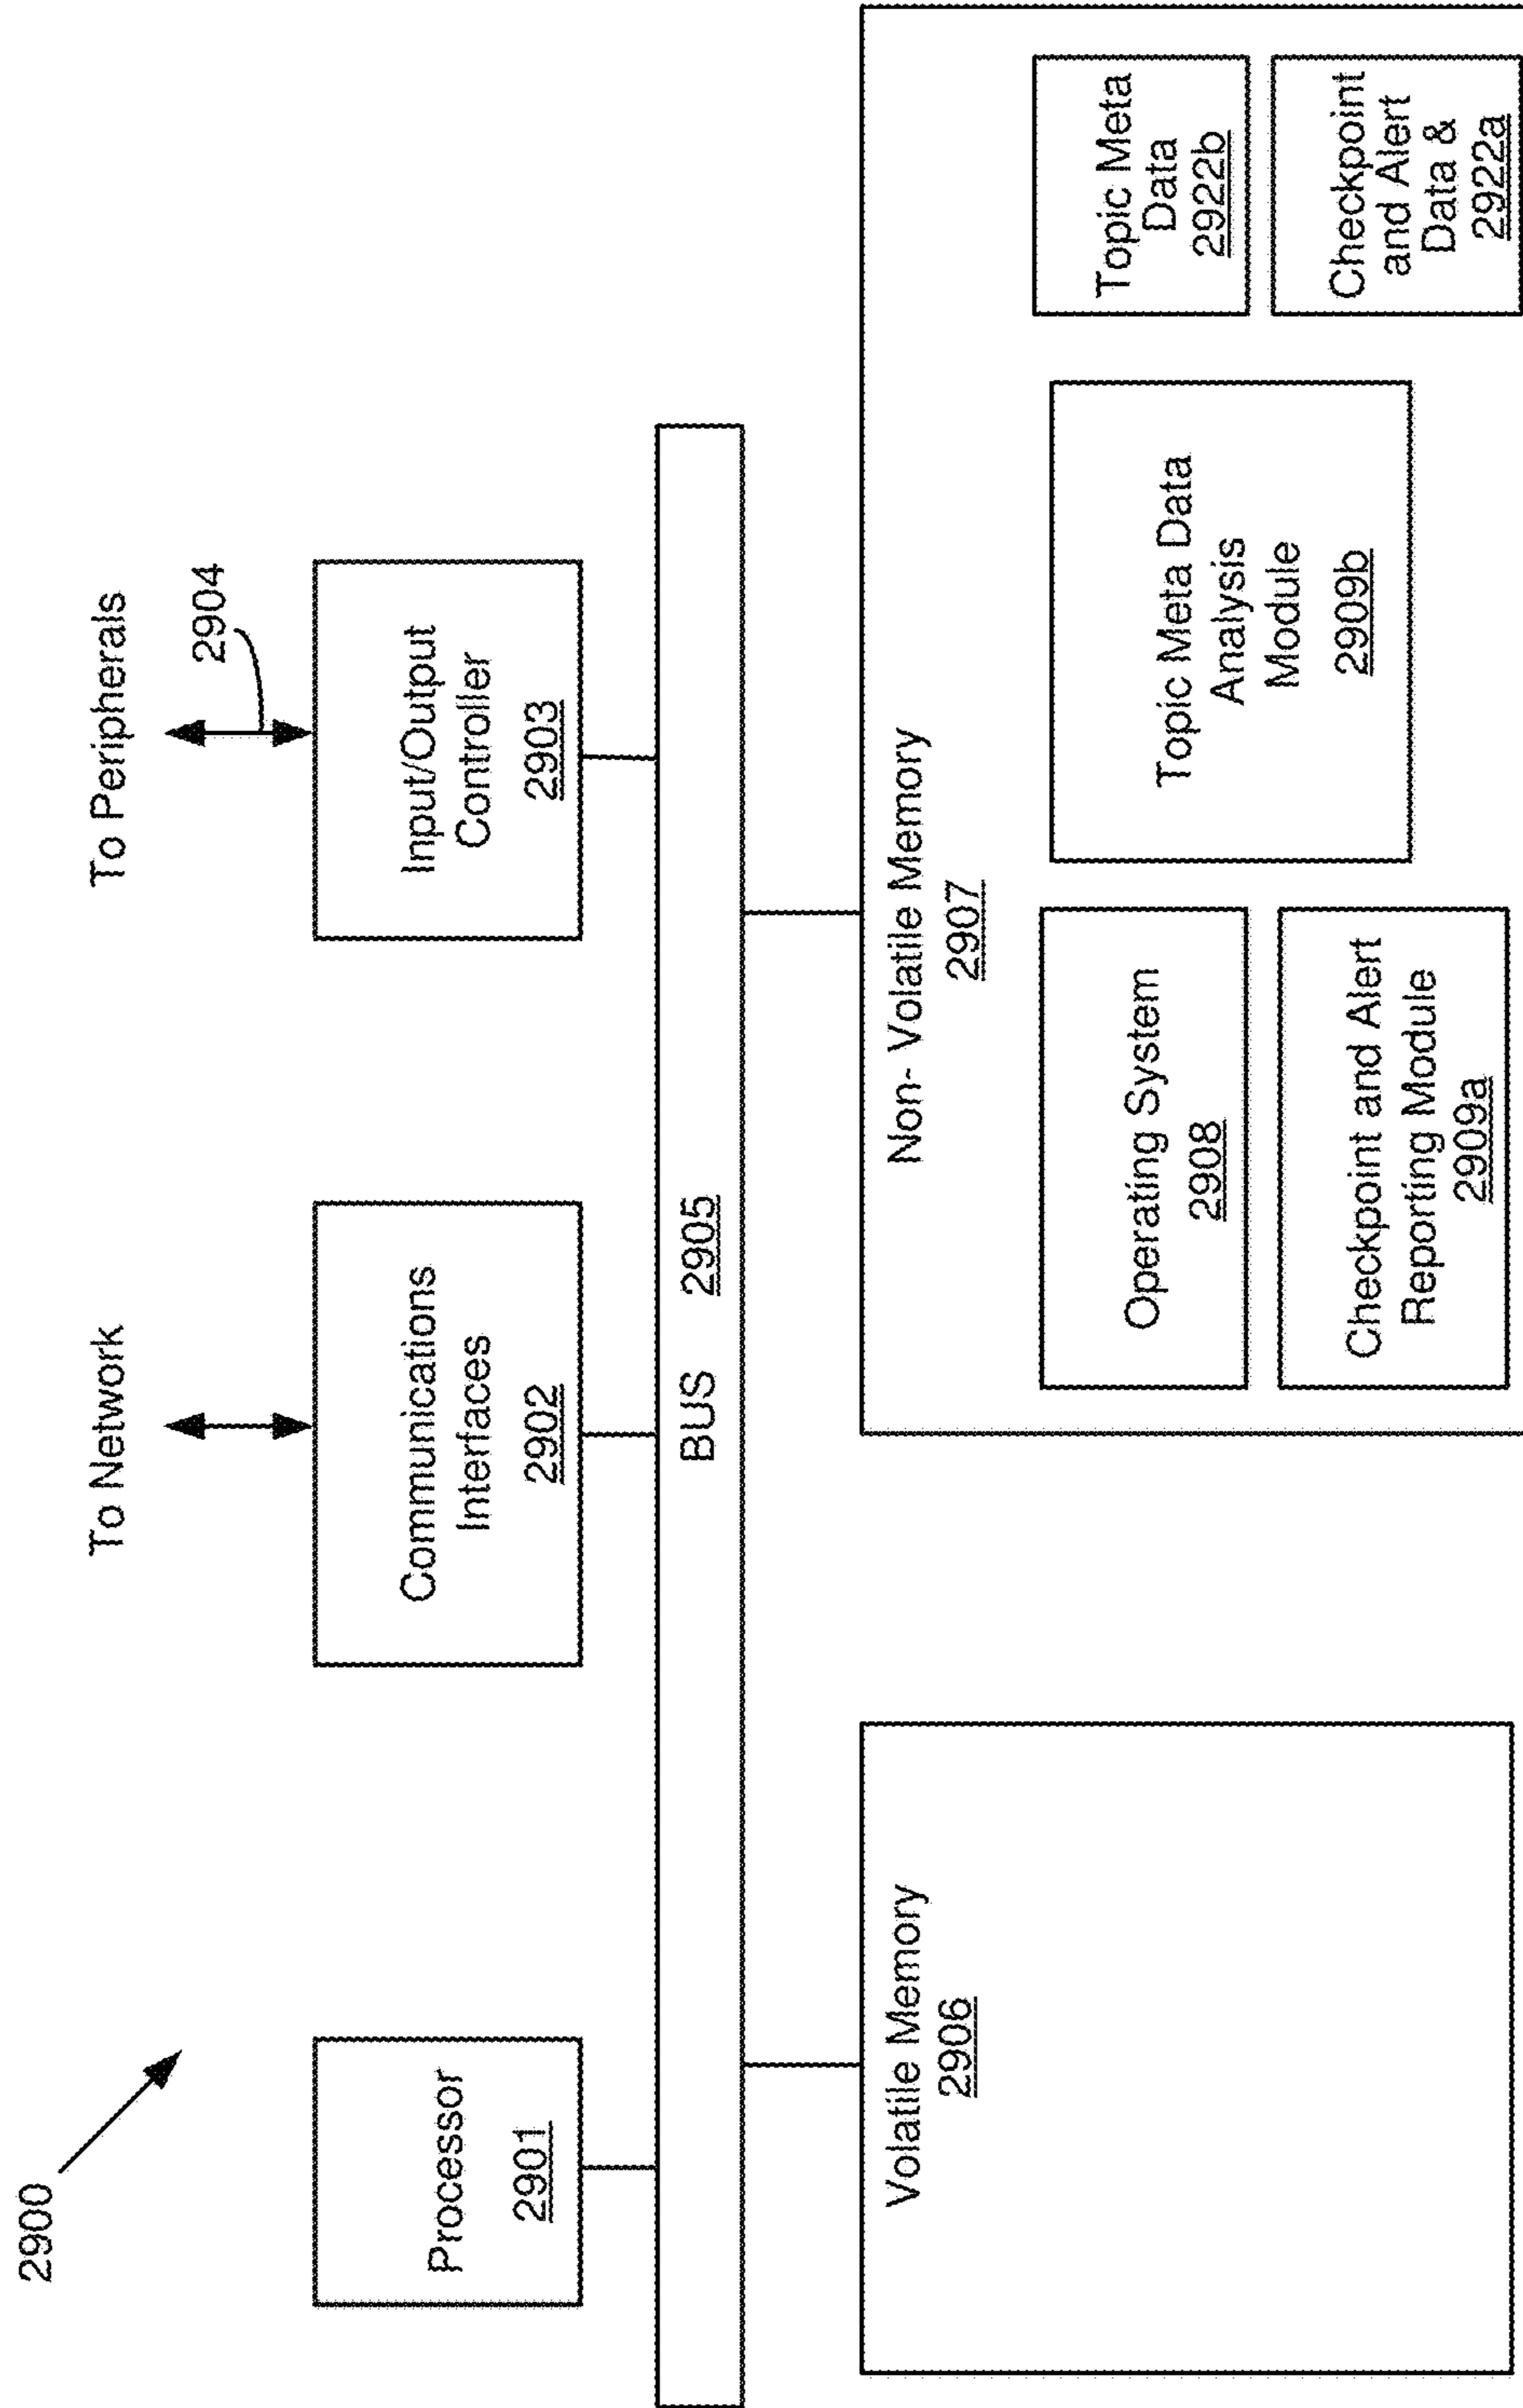 2900
To Network
To Peripherals
2904
Processor
2901
Communications
Interfaces
2902
Input/Output
Controller
2903
BUS 2905
Volatile Memory
2906
Non- Volatile Memory
2907
Operating System
2908
Checkpoint and Alert
Reporting Module
2909a
Topic Meta Data
Analysis
Module
2909b
Topic Meta
Data
2922b
Checkpoint
and Alert
Data &
2922a